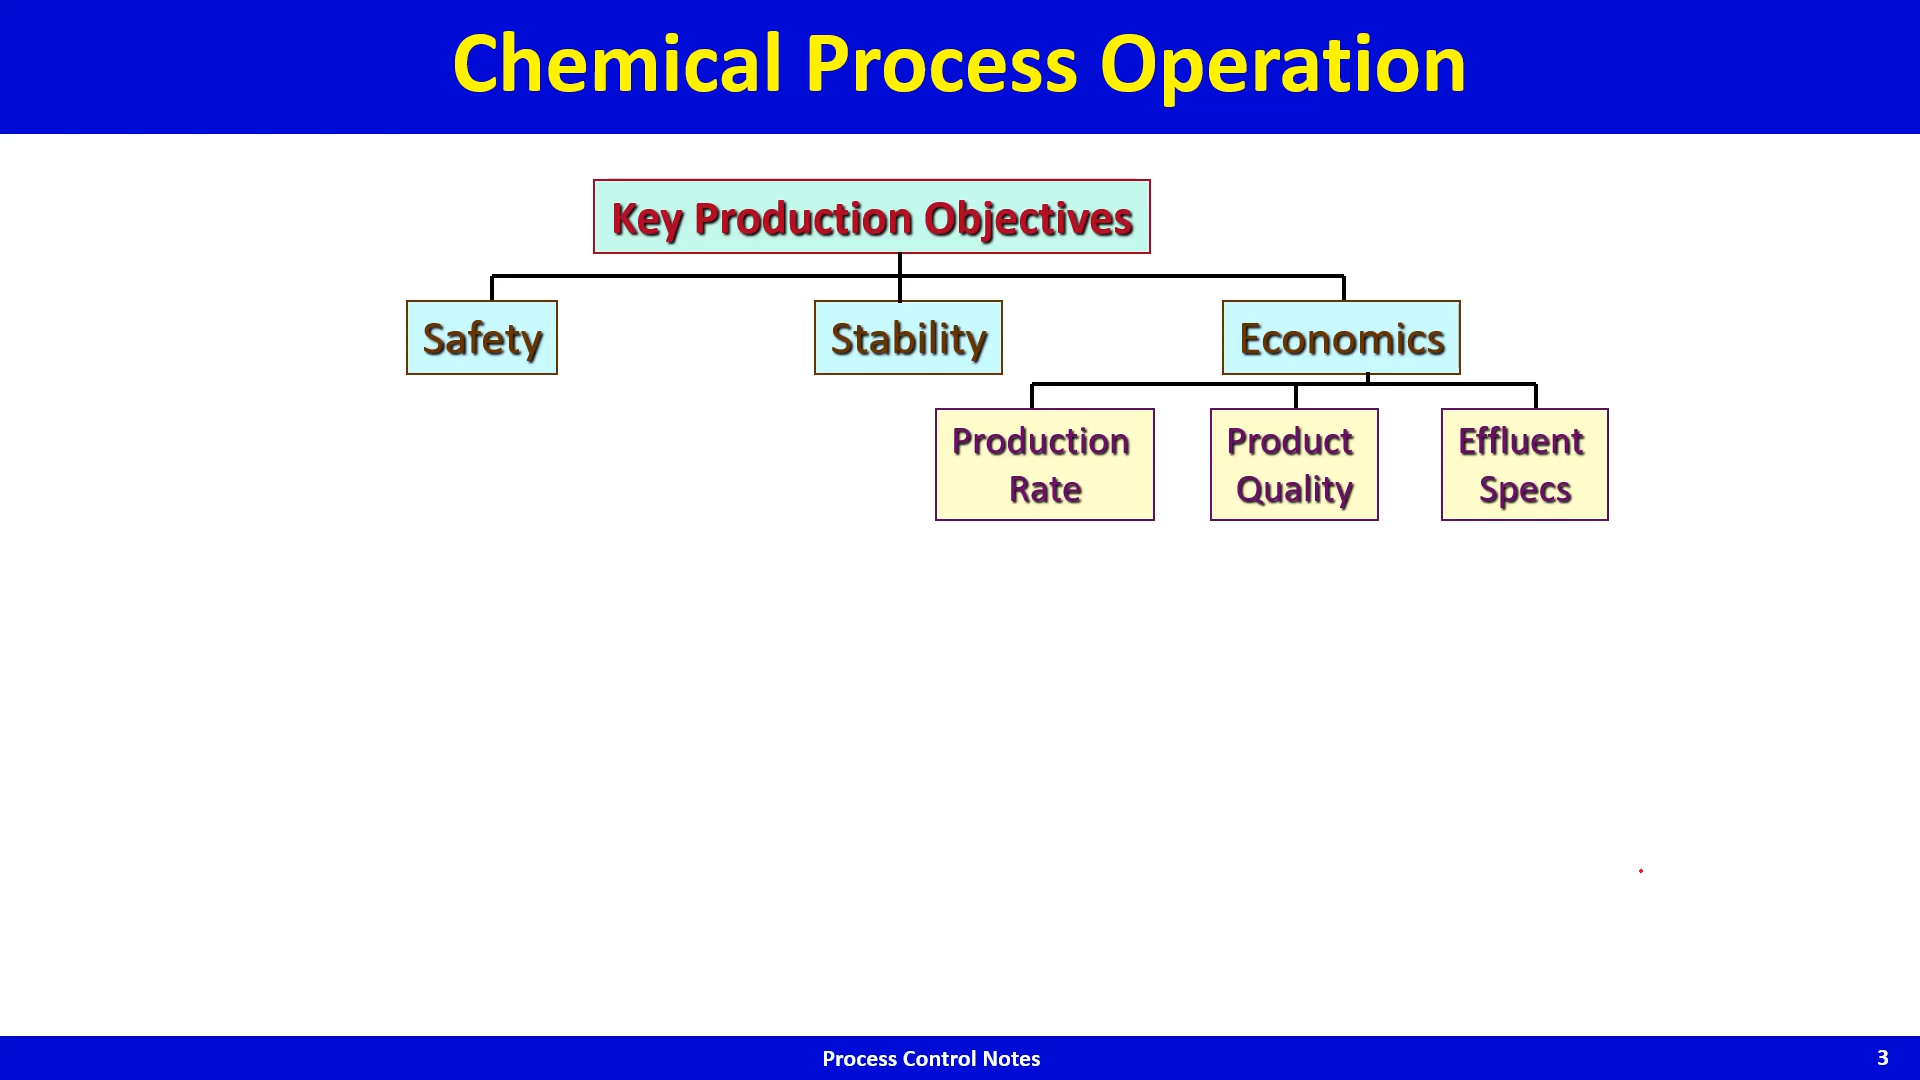 Chemical Process Operation
Key Production Objectives
Safety
Stability
Economics
Production
Rate
Product
Quality
Effluent
Specs
Process Control Notes
3